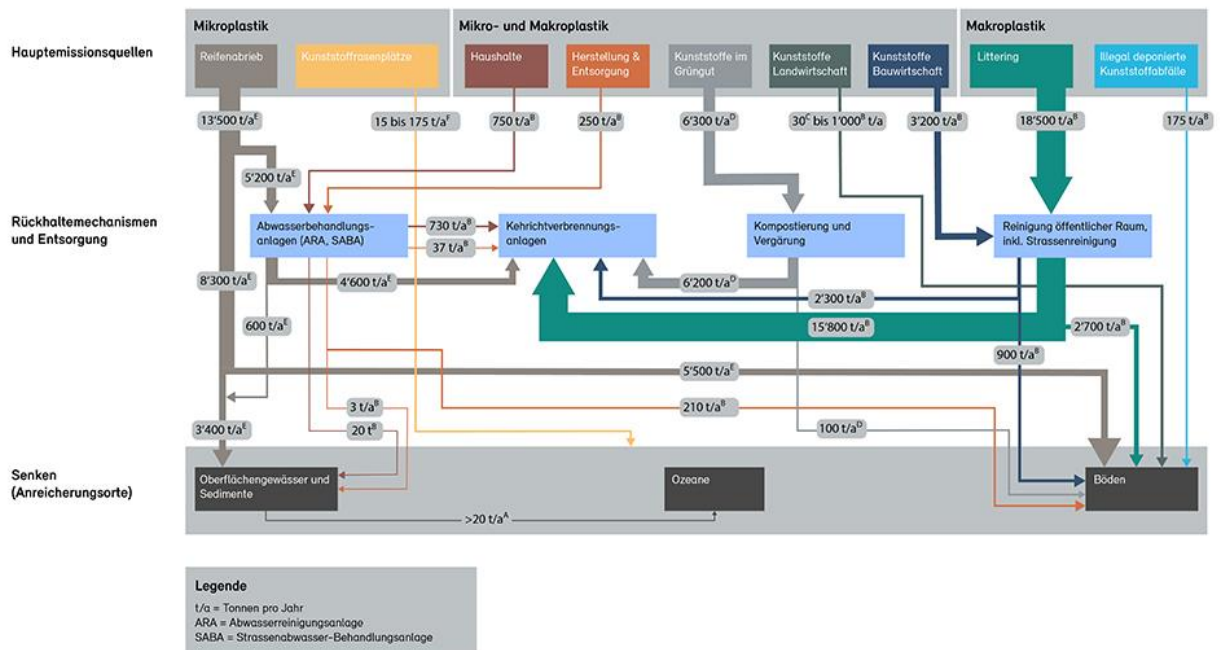 Mikroplastik
Mikro- und Makroplastik
Makroplastik
Hauptemissionsquellen
Reifenabrieb
Kunststoffrasenplätze
Haushalte
Herstellung &
Entsorgung
Kunststoffe im
Grüngut
Kunststoffe
Landwirtschaft
Kunststoffe
Bauwirtschaft
Littering
Illegal deponierte
Kunststoffabfälle
13'500 t/aᴱ
15 bis 175 t/aᶠ
750 t/aᴮ
250 t/aᴮ
6'300 t/aᴰ
30ᶜ bis 1'000ᴮ t/a
3'200 t/aᴮ
18'500 t/aᴮ
175 t/aᴮ
5'200 t/aᴱ
Rückhaltemechanismen
und Entsorgung
Abwasserbehandlungs-
anlagen (ARA, SABA)
730 t/aᴮ
37 t/aᴮ
Kehrichtverbrennungs-
anlagen
Kompostierung und
Vergärung
Reinigung öffentlicher Raum,
inkl. Strassenreinigung
8'300 t/aᴱ
4'600 t/aᴱ
6'200 t/aᴰ
2'300 t/aᴮ
600 t/aᴱ
15'800 t/aᴮ
2'700 t/aᴮ
900 t/aᴮ
5'500 t/aᴱ
3 t/aᴮ
210 t/aᴮ
3'400 t/aᴱ
20 tᴮ
100 t/aᴰ
Senken
(Anreicherungsorte)
Oberflächengewässer und
Sedimente
Ozeane
Böden
>20 t/aᴬ
Legende
t/a = Tonnen pro Jahr
ARA = Abwasserreinigungsanlage
SABA = Strassenabwasser-Behandlungsanlage